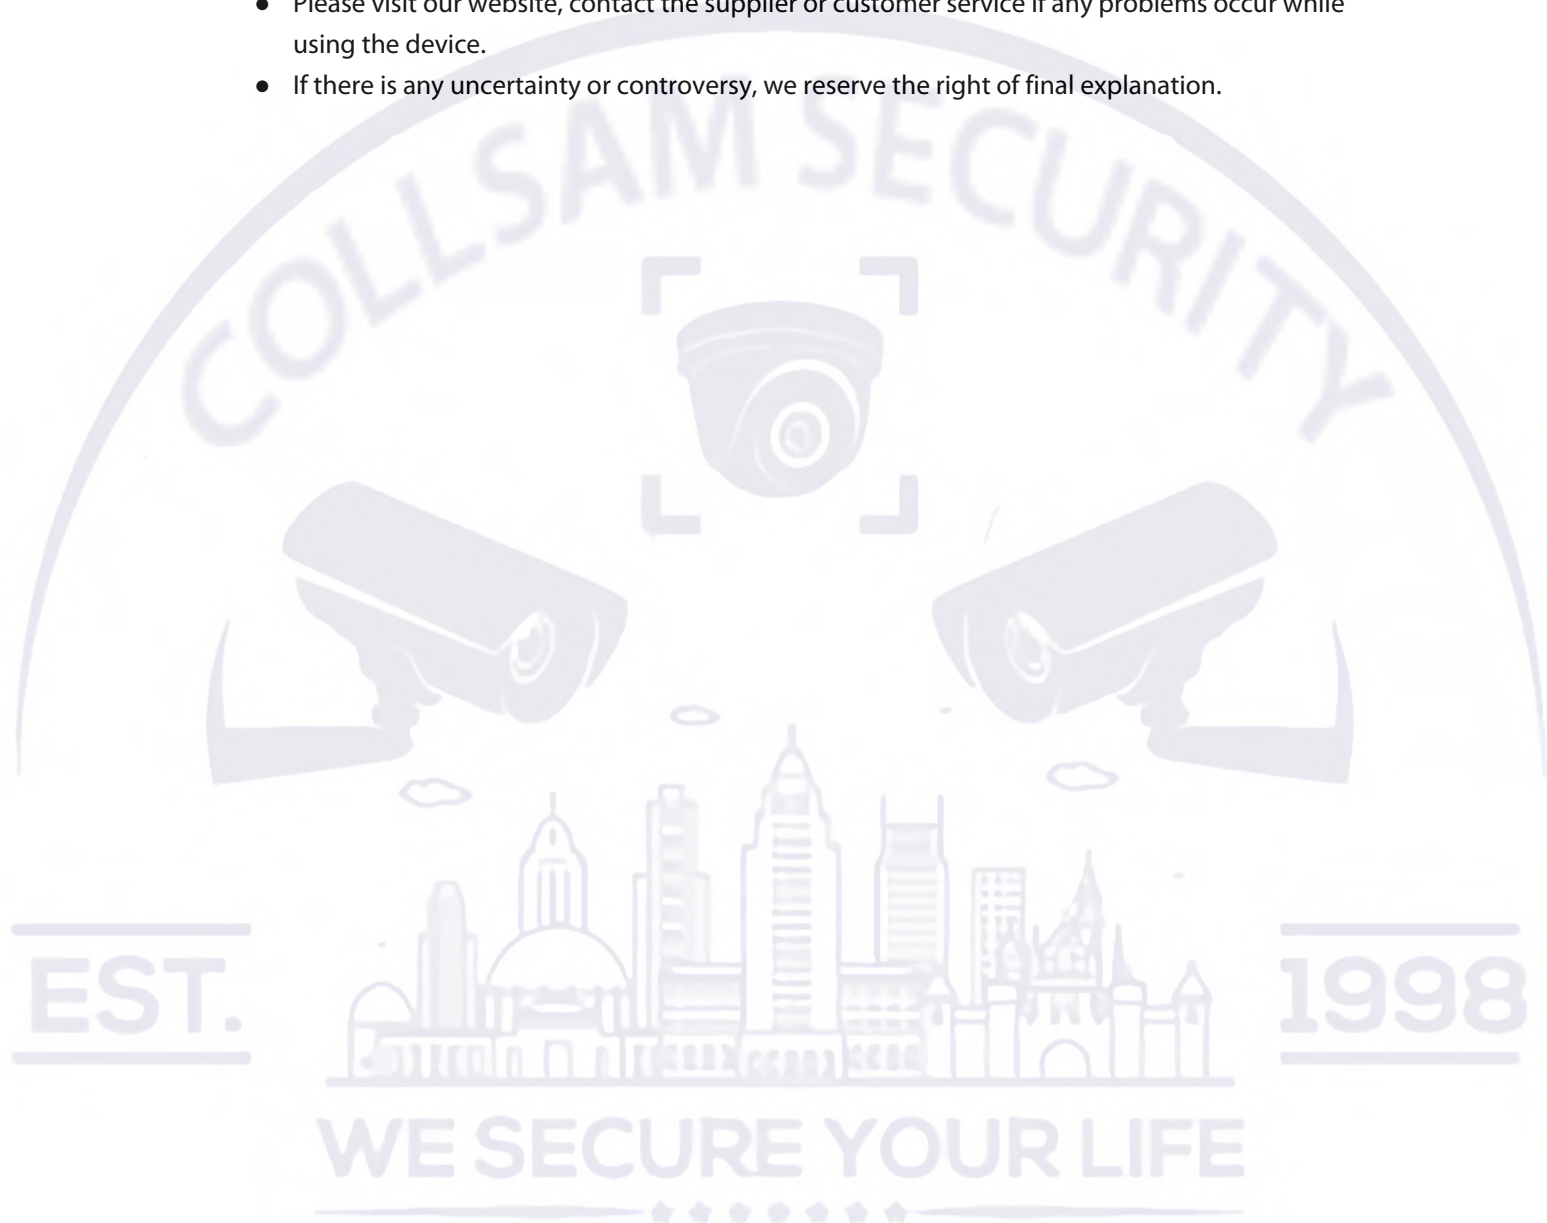 ● Please visit our website, contact the supplier or customer service if any problems occur while
using the device.
● If there is any uncertainty or controversy, we reserve the right of final explanation.
COLLSAM SECURITY
EST.
1998
WE SECURE YOUR LIFE